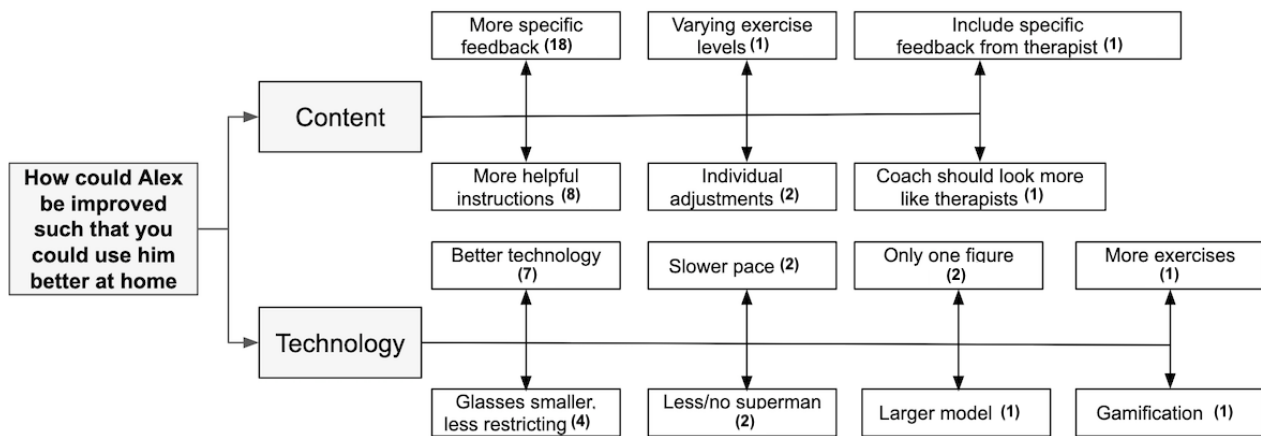 More specific
feedback (18)
Varying exercise
levels (1)
Include specific
feedback from therapist (1)
Content
More helpful
instructions (8)
Individual
adjustments (2)
Coach should look more
like therapists (1)
How could Alex
be improved
such that you
could use him
better at home
Better technology
(7)
Slower pace (2)
Only one figure
(2)
More exercises
(1)
Technology
Glasses smaller,
less restricting (4)
Less/no superman
(2)
Larger model (1)
Gamification (1)